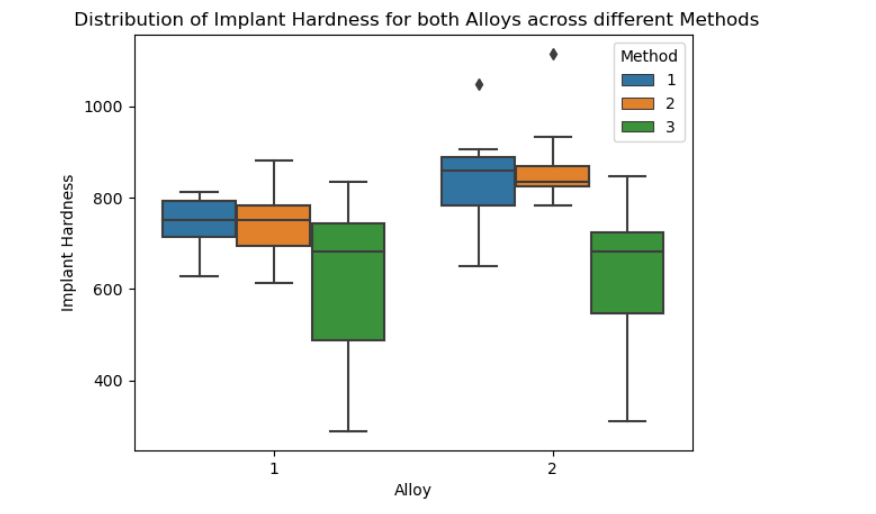 Distribution of Implant Hardness for both Alloys across different Methods
Method
1
2
3
1000
800
600
400
Implant Hardness
1
2
Alloy